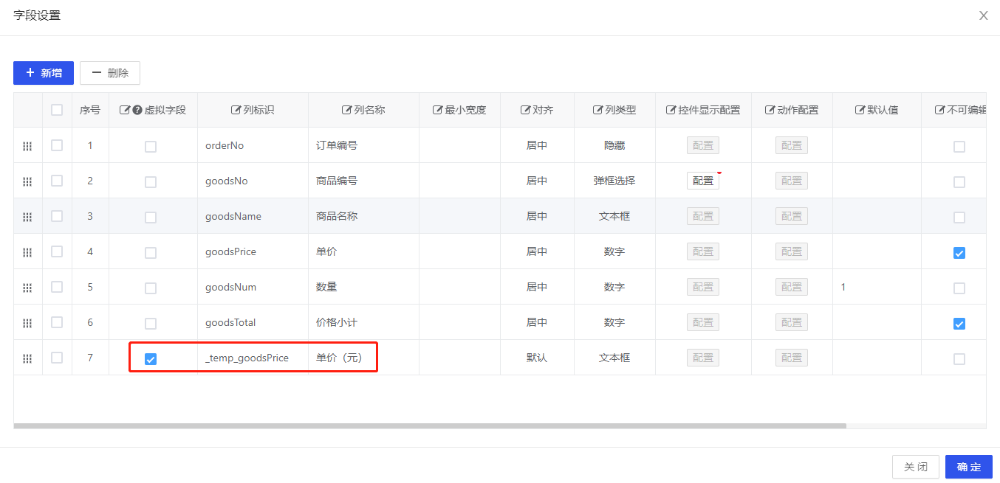 字段设置
X
+ 新增 — 删除
序号 虚拟字段 列标识 列名称 最小宽度 对齐 列类型 控件显示配置 动作配置 默认值 不可编辑
1 orderNo 订单编号 居中 隐藏 配置 配置
2 goodsNo 商品编号 居中 弹框选择 配置 配置
3 goodsName 商品名称 居中 文本框 配置 配置
4 goodsPrice 单价 居中 数字 配置 配置
5 goodsNum 数量 居中 数字 配置 配置 1
6 goodsTotal 价格小计 居中 数字 配置 配置
7 _temp_goodsPrice 单价（元） 默认 文本框 配置 配置
关闭 确定